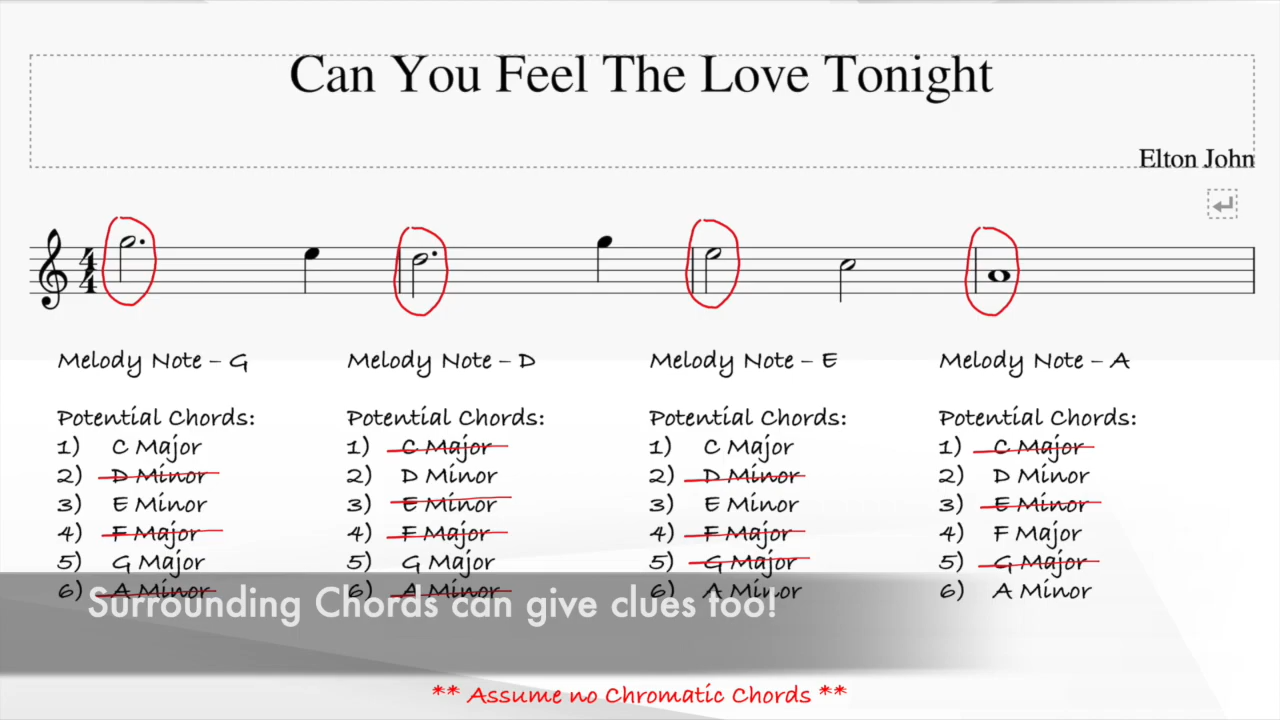 Can You Feel The Love Tonight
Elton John
4
4
Melody Note – G
Melody Note – D
Melody Note – E
Melody Note – A
Potential Chords:
1) C Major
2) D Minor
3) E Minor
4) F Major
5) G Major
6) A Minor
Potential Chords:
1) C Major
2) D Minor
3) E Minor
4) F Major
5) G Major
6) A Minor
Potential Chords:
1) C Major
2) D Minor
3) E Minor
4) F Major
5) G Major
6) A Minor
Potential Chords:
1) C Major
2) D Minor
3) E Minor
4) F Major
5) G Major
6) A Minor
Surrounding Chords can give clues too!
** Assume no Chromatic Chords **